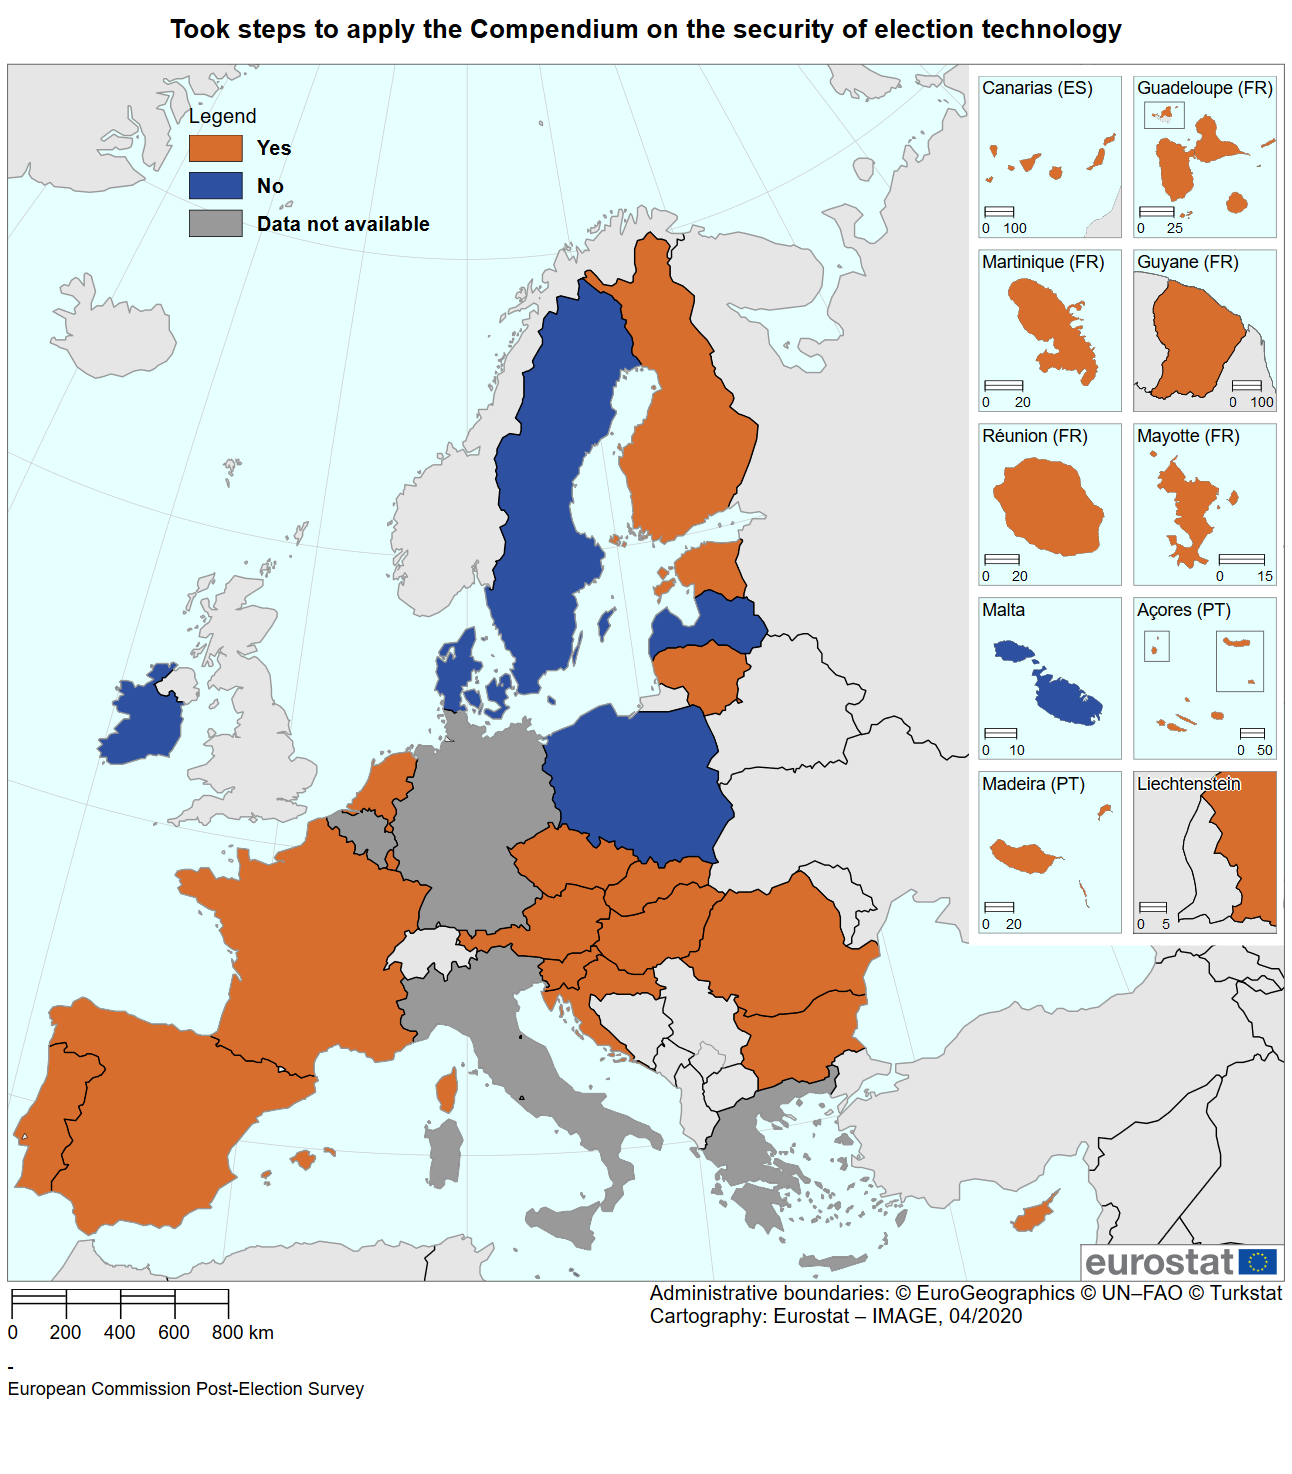 Took steps to apply the Compendium on the security of election technology
Legend
Yes
No
Data not available
Canarias (ES)
0 100
Guadeloupe (FR)
0 25
Martinique (FR)
0 20
Guyane (FR)
0 100
Réunion (FR)
0 20
Mayotte (FR)
0 15
Malta
0 10
Açores (PT)
0 50
Madeira (PT)
0 20
Liechtenstein
0 5
eurostat
Administrative boundaries: © EuroGeographics © UN–FAO © Turkstat
Cartography: Eurostat – IMAGE, 04/2020
0 200 400 600 800 km
-
European Commission Post-Election Survey